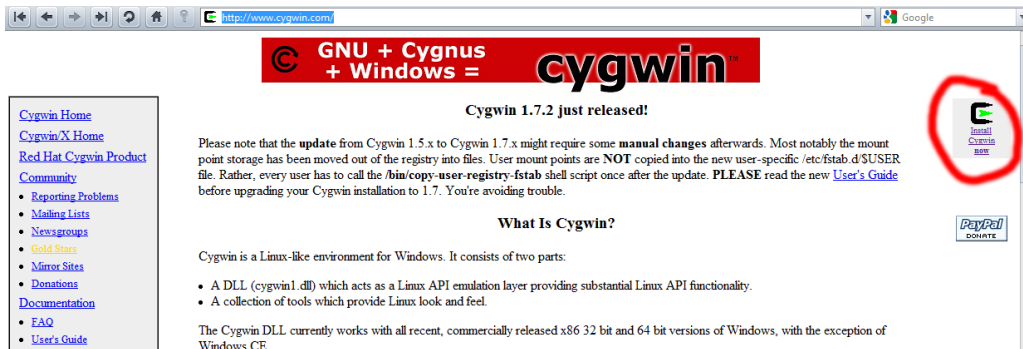 http://www.cygwin.com/
Google
GNU + Cygnus
+ Windows =
cygwin™
Cygwin Home
Cygwin/X Home
Red Hat Cygwin Product
Community
Reporting Problems
Mailing Lists
Newsgroups
Gold Stars
Mirror Sites
Donations
Documentation
FAQ
User's Guide
Cygwin 1.7.2 just released!
Please note that the update from Cygwin 1.5.x to Cygwin 1.7.x might require some manual changes afterwards. Most notably the mount
point storage has been moved out of the registry into files. User mount points are NOT copied into the new user-specific /etc/fstab.d/$USER
file. Rather, every user has to call the /bin/copy-user-registry-fstab shell script once after the update. PLEASE read the new User's Guide
before upgrading your Cygwin installation to 1.7. You're avoiding trouble.
What Is Cygwin?
Cygwin is a Linux-like environment for Windows. It consists of two parts:
A DLL (cygwin1.dll) which acts as a Linux API emulation layer providing substantial Linux API functionality.
A collection of tools which provide Linux look and feel.
The Cygwin DLL currently works with all recent, commercially released x86 32 bit and 64 bit versions of Windows, with the exception of
Windows CE
Install
Cygwin
now
PayPal
DONATE